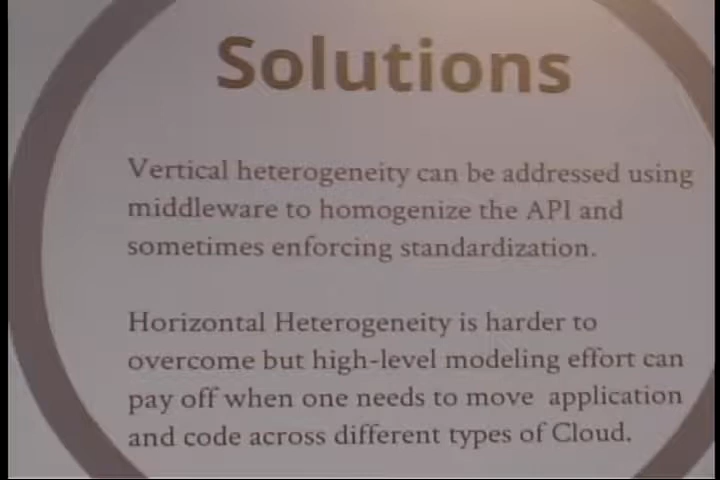 Solutions
Vertical heterogeneity can be addressed using
middleware to homogenize the API and
sometimes enforcing standardization.
Horizontal Heterogeneity is harder to
overcome but high-level modeling effort can
pay off when one needs to move application
and code across different types of Cloud.